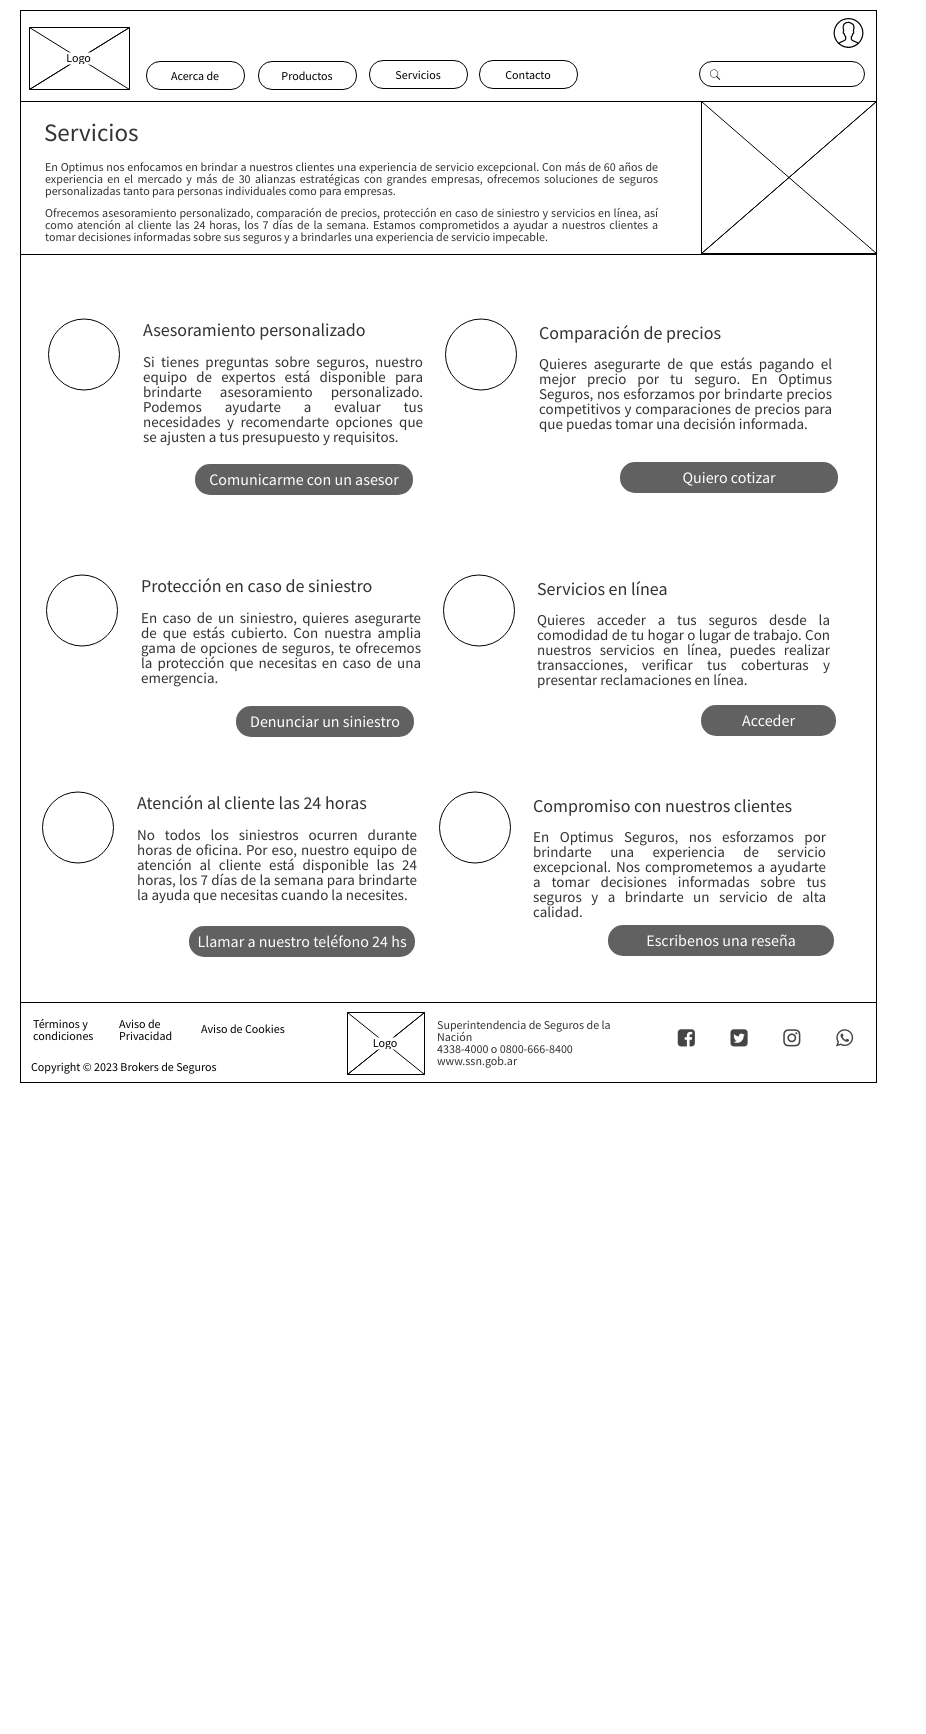 Logo
Acerca de
Productos
Servicios
Contacto
Servicios
En Optimus nos enfocamos en brindar a nuestros clientes una experiencia de servicio excepcional. Con más de 60 años de
experiencia en el mercado y más de 30 alianzas estratégicas con grandes empresas, ofrecemos soluciones de seguros
personalizadas tanto para personas individuales como para empresas.
Ofrecemos asesoramiento personalizado, comparación de precios, protección en caso de siniestro y servicios en línea, así
como atención al cliente las 24 horas, los 7 días de la semana. Estamos comprometidos a ayudar a nuestros clientes a
tomar decisiones informadas sobre sus seguros y a brindarles una experiencia de servicio impecable.
Asesoramiento personalizado
Si tienes preguntas sobre seguros, nuestro
equipo de expertos está disponible para
brindarte asesoramiento personalizado.
Podemos ayudarte a evaluar tus
necesidades y recomendarte opciones que
se ajusten a tus presupuesto y requisitos.
Comunicarme con un asesor
Comparación de precios
Quieres asegurarte de que estás pagando el
mejor precio por tu seguro. En Optimus
Seguros, nos esforzamos por brindarte precios
competitivos y comparaciones de precios para
que puedas tomar una decisión informada.
Quiero cotizar
Protección en caso de siniestro
En caso de un siniestro, quieres asegurarte
de que estás cubierto. Con nuestra amplia
gama de opciones de seguros, te ofrecemos
la protección que necesitas en caso de una
emergencia.
Denunciar un siniestro
Servicios en línea
Quieres acceder a tus seguros desde la
comodidad de tu hogar o lugar de trabajo. Con
nuestros servicios en línea, puedes realizar
transacciones, verificar tus coberturas y
presentar reclamaciones en línea.
Acceder
Atención al cliente las 24 horas
No todos los siniestros ocurren durante
horas de oficina. Por eso, nuestro equipo de
atención al cliente está disponible las 24
horas, los 7 días de la semana para brindarte
la ayuda que necesitas cuando la necesites.
Llamar a nuestro teléfono 24 hs
Compromiso con nuestros clientes
En Optimus Seguros, nos esforzamos por
brindarte una experiencia de servicio
excepcional. Nos comprometemos a ayudarte
a tomar decisiones informadas sobre tus
seguros y a brindarte un servicio de alta
calidad.
Escribenos una reseña
Términos y
condiciones
Aviso de
Privacidad
Aviso de Cookies
Copyright © 2023 Brokers de Seguros
Logo
Superintendencia de Seguros de la
Nación
4338-4000 o 0800-666-8400
www.ssn.gob.ar